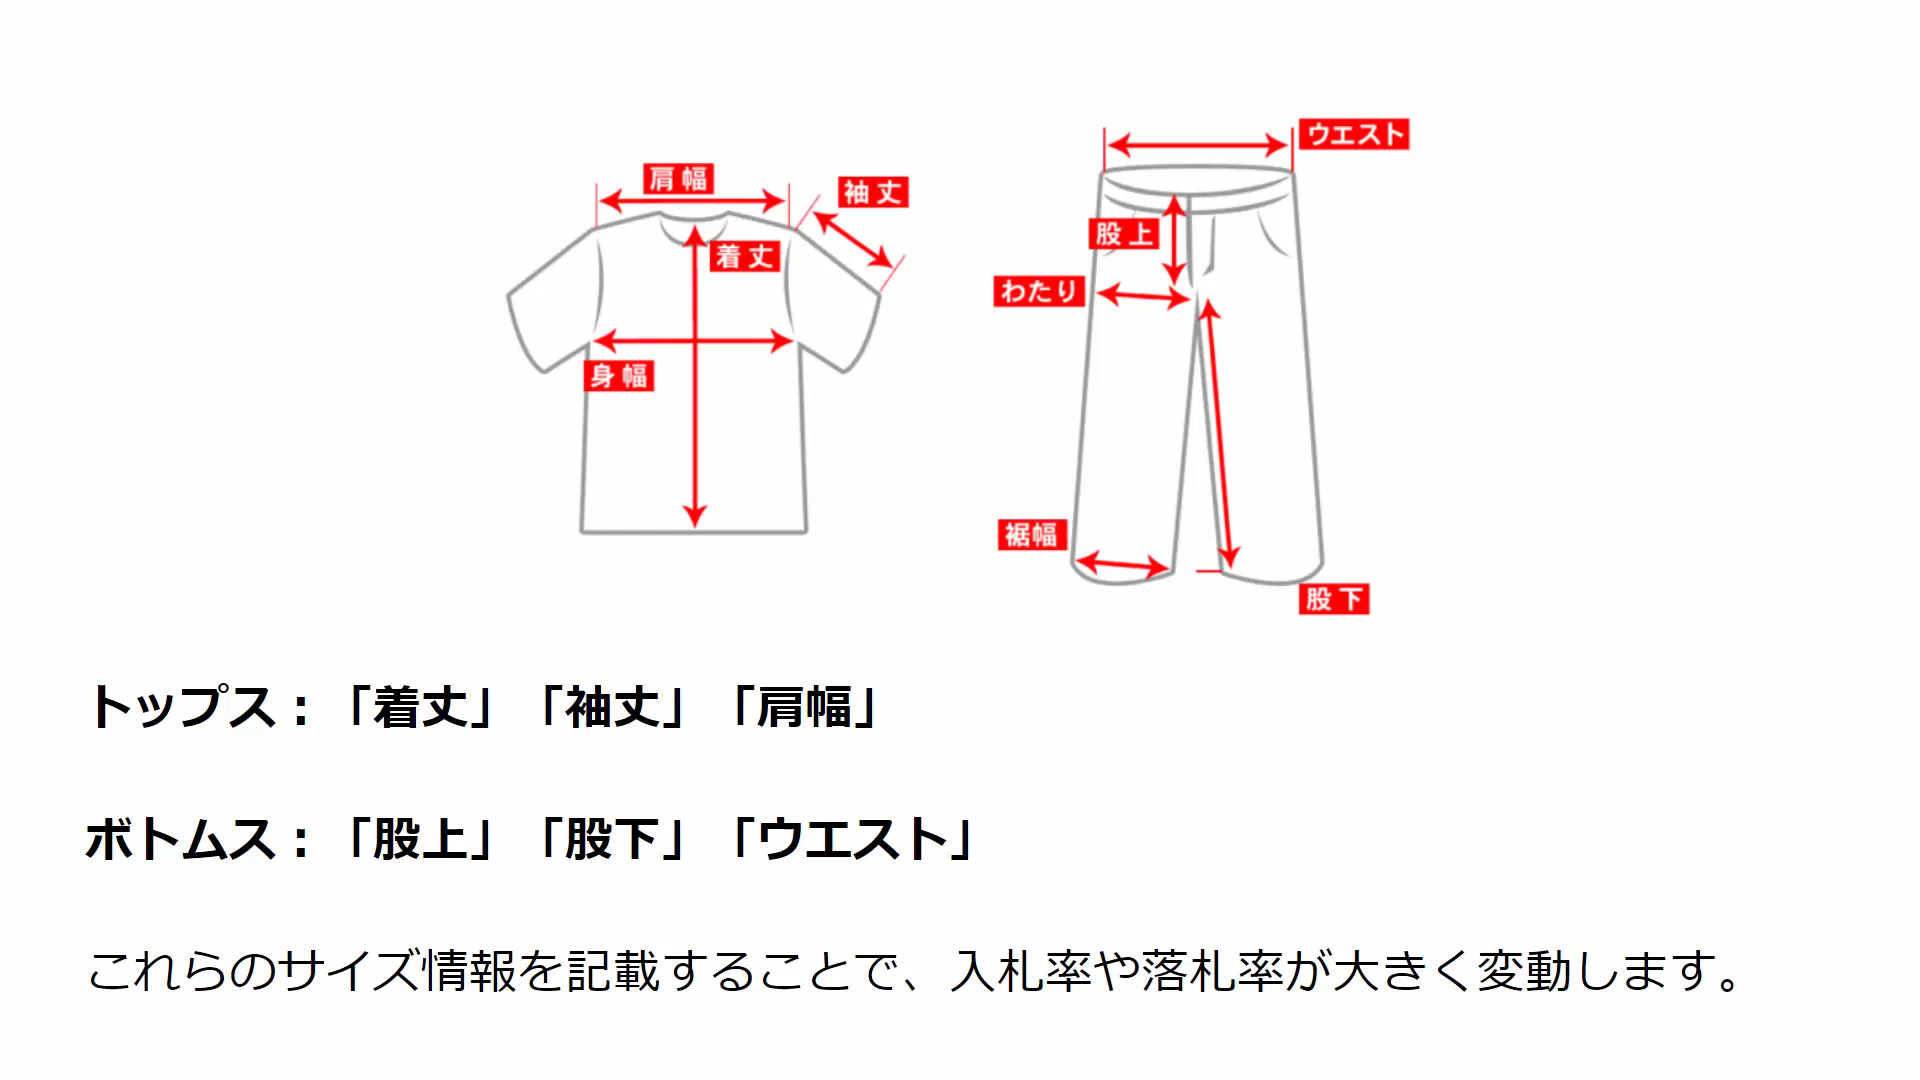 肩幅
袖丈
着丈
身幅
ウエスト
股上
わたり
裾幅
股下
トップス：「着丈」「袖丈」「肩幅」
ボトムス：「股上」「股下」「ウエスト」
これらのサイズ情報を記載することで、入札率や落札率が大きく変動します。